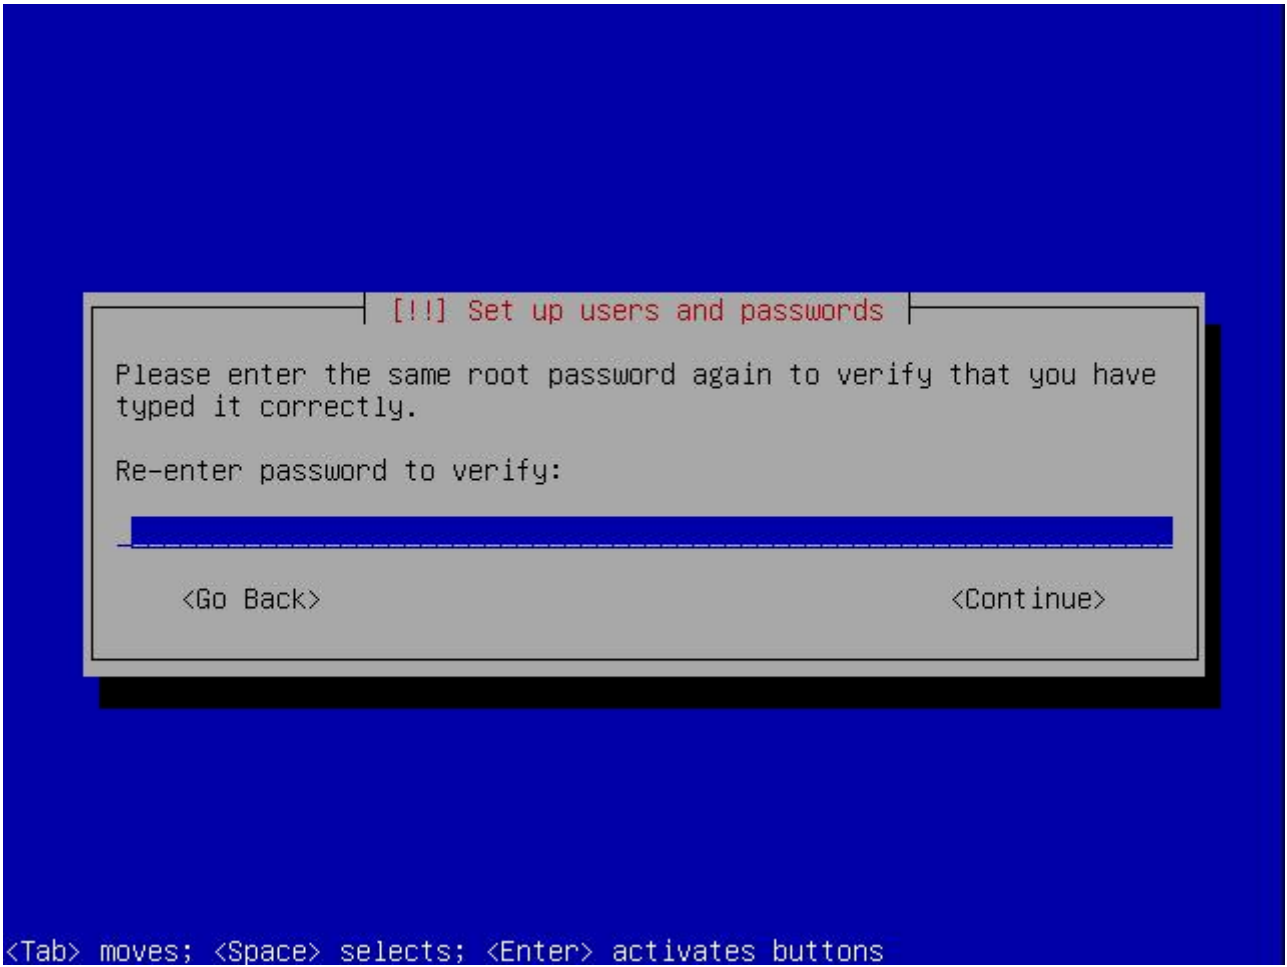 [!!] Set up users and passwords
Please enter the same root password again to verify that you have
typed it correctly.
Re-enter password to verify:
<Go Back> <Continue>
<Tab> moves; <Space> selects; <Enter> activates buttons